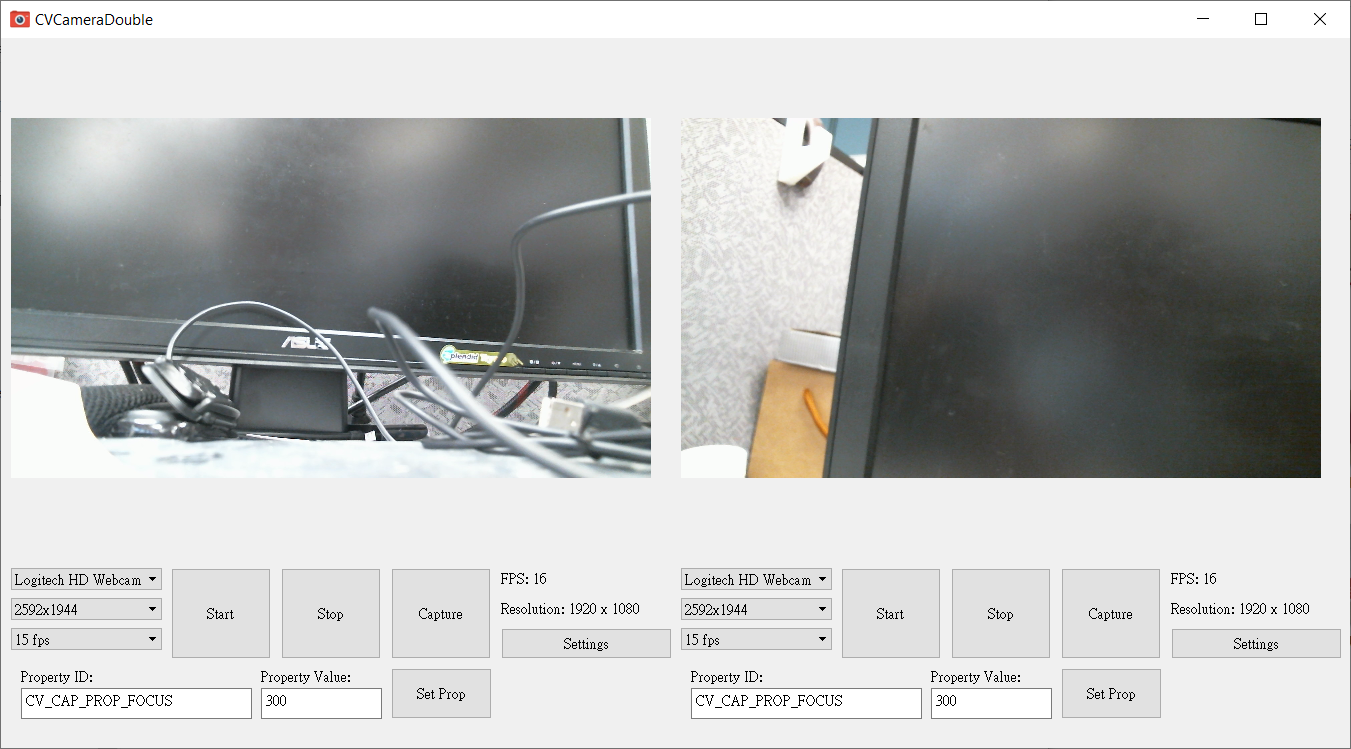 CVCameraDouble
ASUS
Splendid
Logitech HD Webcam
2592x1944
15 fps
Start
Stop
Capture
FPS: 16
Resolution: 1920 x 1080
Settings
Property ID:
CV_CAP_PROP_FOCUS
Property Value:
300
Set Prop
Logitech HD Webcam
2592x1944
15 fps
Start
Stop
Capture
FPS: 16
Resolution: 1920 x 1080
Settings
Property ID:
CV_CAP_PROP_FOCUS
Property Value:
300
Set Prop